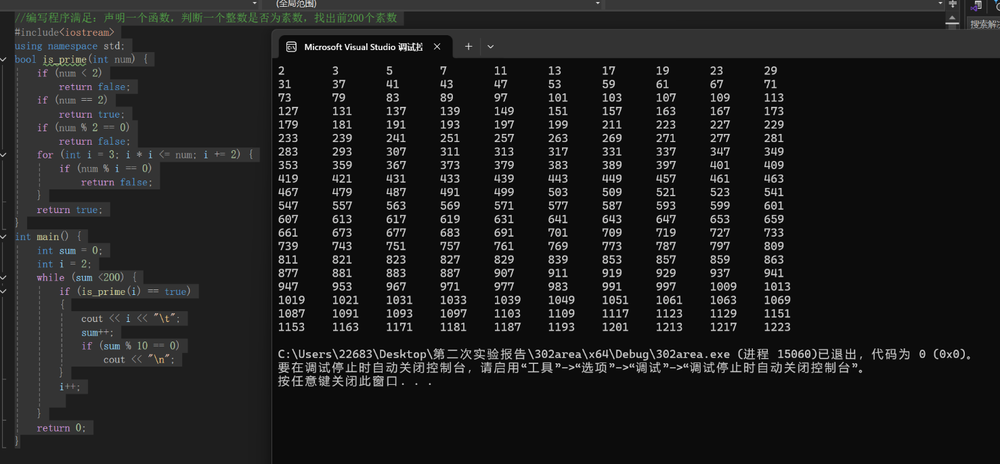 (全局范围)
搜索解决
//编写程序满足：声明一个函数，判断一个整数是否为素数，找出前200个素数
#include<iostream>
using namespace std;
bool is_prime(int num) {
if (num < 2)
return false;
if (num == 2)
return true;
if (num % 2 == 0)
return false;
for (int i = 3; i * i <= num; i += 2) {
if (num % i == 0)
return false;
}
return true;
}
int main() {
int sum = 0;
int i = 2;
while (sum <200) {
if (is_prime(i) == true)
{
cout << i << "\t";
sum++;
if (sum % 10 == 0)
cout << "\n";
}
i++;
}
return 0;
}
Microsoft Visual Studio 调试控
2 3 5 7 11 13 17 19 23 29
31 37 41 43 47 53 59 61 67 71
73 79 83 89 97 101 103 107 109 113
127 131 137 139 149 151 157 163 167 173
179 181 191 193 197 199 211 223 227 229
233 239 241 251 257 263 269 271 277 281
283 293 307 311 313 317 331 337 347 349
353 359 367 373 379 383 389 397 401 409
419 421 431 433 439 443 449 457 461 463
467 479 487 491 499 503 509 521 523 541
547 557 563 569 571 577 587 593 599 601
607 613 617 619 631 641 643 647 653 659
661 673 677 683 691 701 709 719 727 733
739 743 751 757 761 769 773 787 797 809
811 821 823 827 829 839 853 857 859 863
877 881 883 887 907 911 919 929 937 941
947 953 967 971 977 983 991 997 1009 1013
1019 1021 1031 1033 1039 1049 1051 1061 1063 1069
1087 1091 1093 1097 1103 1109 1117 1123 1129 1151
1153 1163 1171 1181 1187 1193 1201 1213 1217 1223
C:\Users\22683\Desktop\第二次实验报告\302area\x64\Debug\302area.exe (进程 15060)已退出，代码为 0 (0x0)。
要在调试停止时自动关闭控制台，请启用“工具”->“选项”->“调试”->“调试停止时自动关闭控制台”。
按任意键关闭此窗口. . .